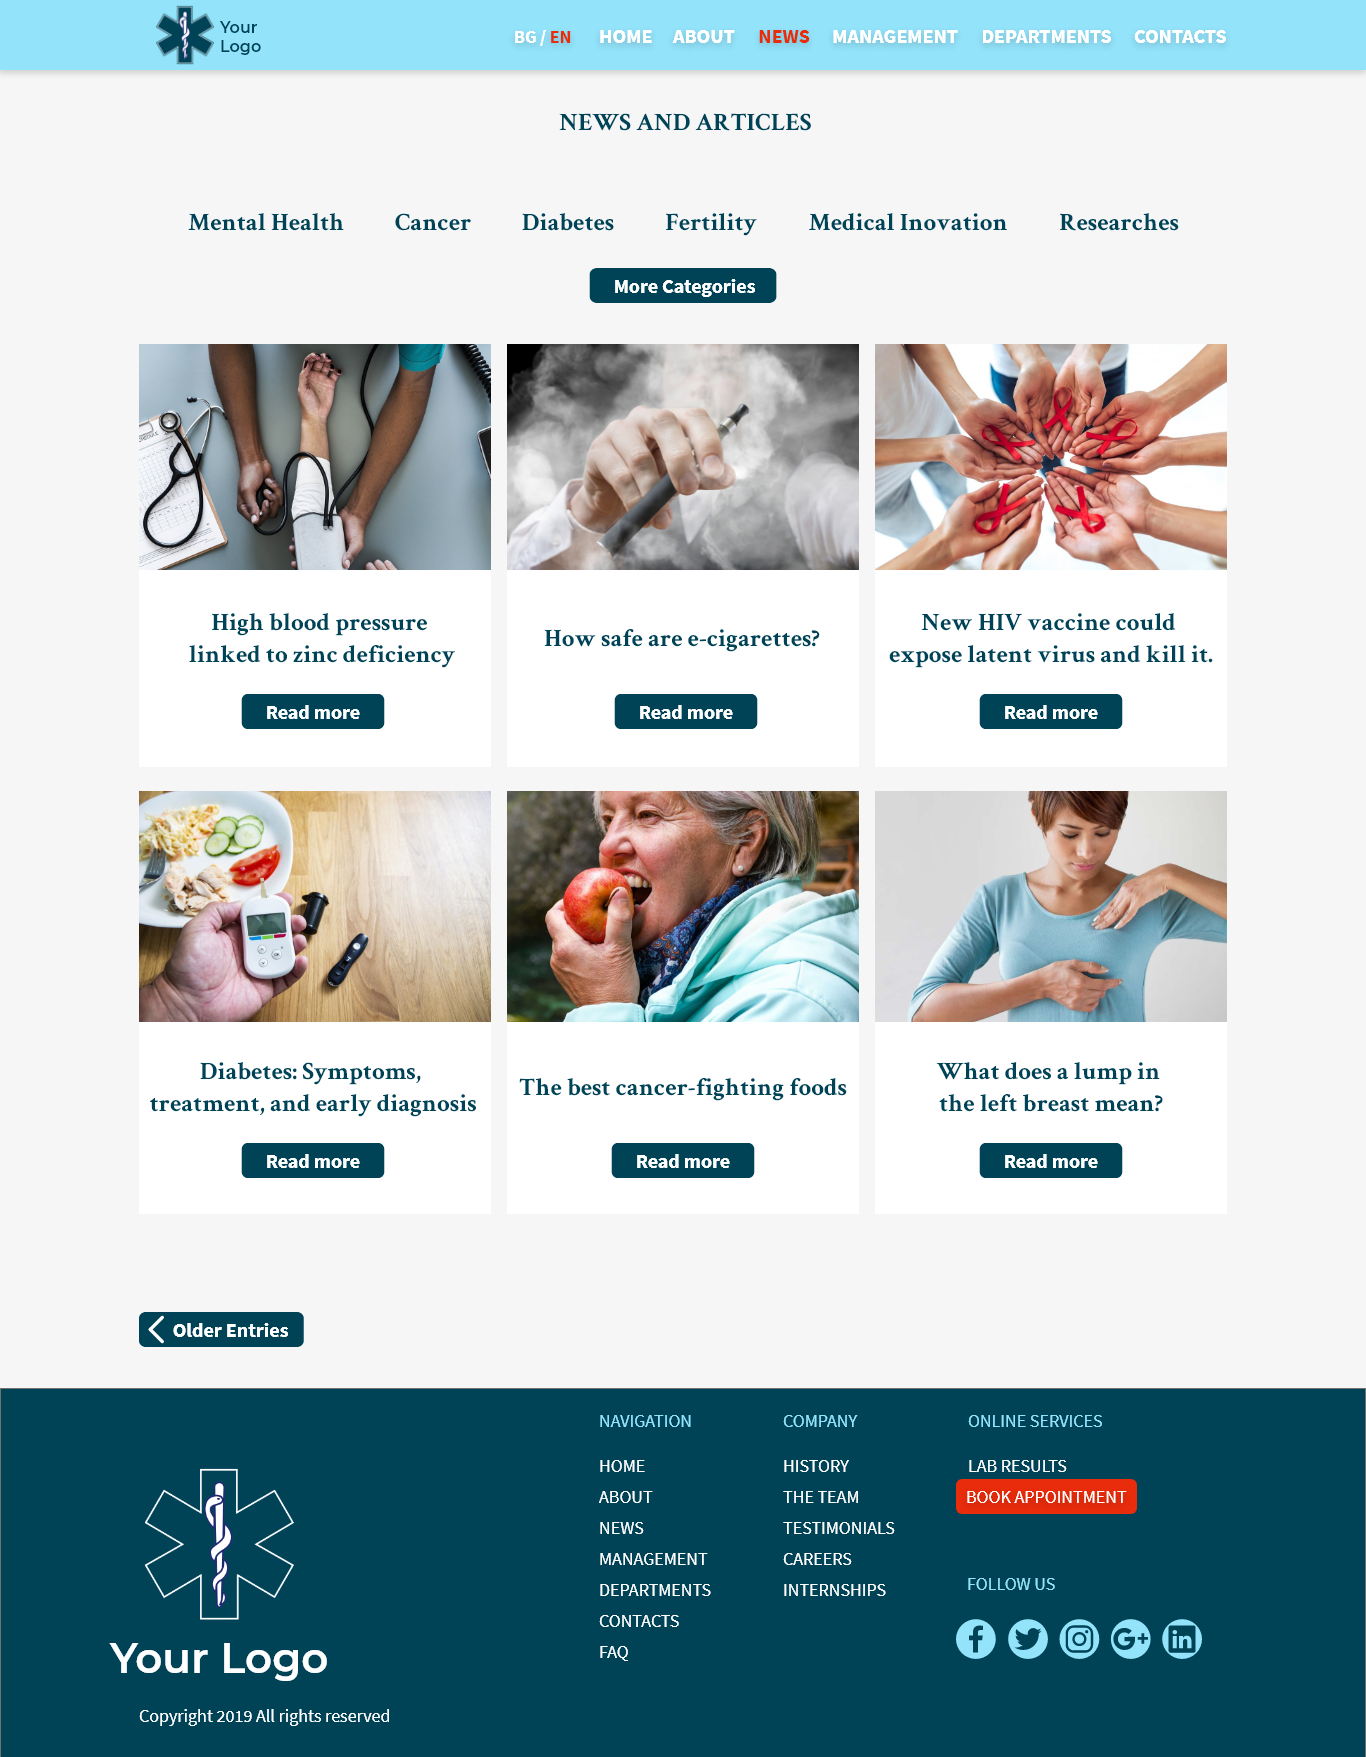 Your
Logo
BG / EN HOME ABOUT NEWS MANAGEMENT DEPARTMENTS CONTACTS
NEWS AND ARTICLES
Mental Health Cancer Diabetes Fertility Medical Inovation Researches
More Categories
High blood pressure
linked to zinc deficiency
Read more
How safe are e-cigarettes?
Read more
New HIV vaccine could
expose latent virus and kill it.
Read more
Diabetes: Symptoms,
treatment, and early diagnosis
Read more
The best cancer-fighting foods
Read more
What does a lump in
the left breast mean?
Read more
Older Entries
Your Logo
Copyright 2019 All rights reserved
NAVIGATION
HOME
ABOUT
NEWS
MANAGEMENT
DEPARTMENTS
CONTACTS
FAQ
COMPANY
HISTORY
THE TEAM
TESTIMONIALS
CAREERS
INTERNSHIPS
ONLINE SERVICES
LAB RESULTS
BOOK APPOINTMENT
FOLLOW US